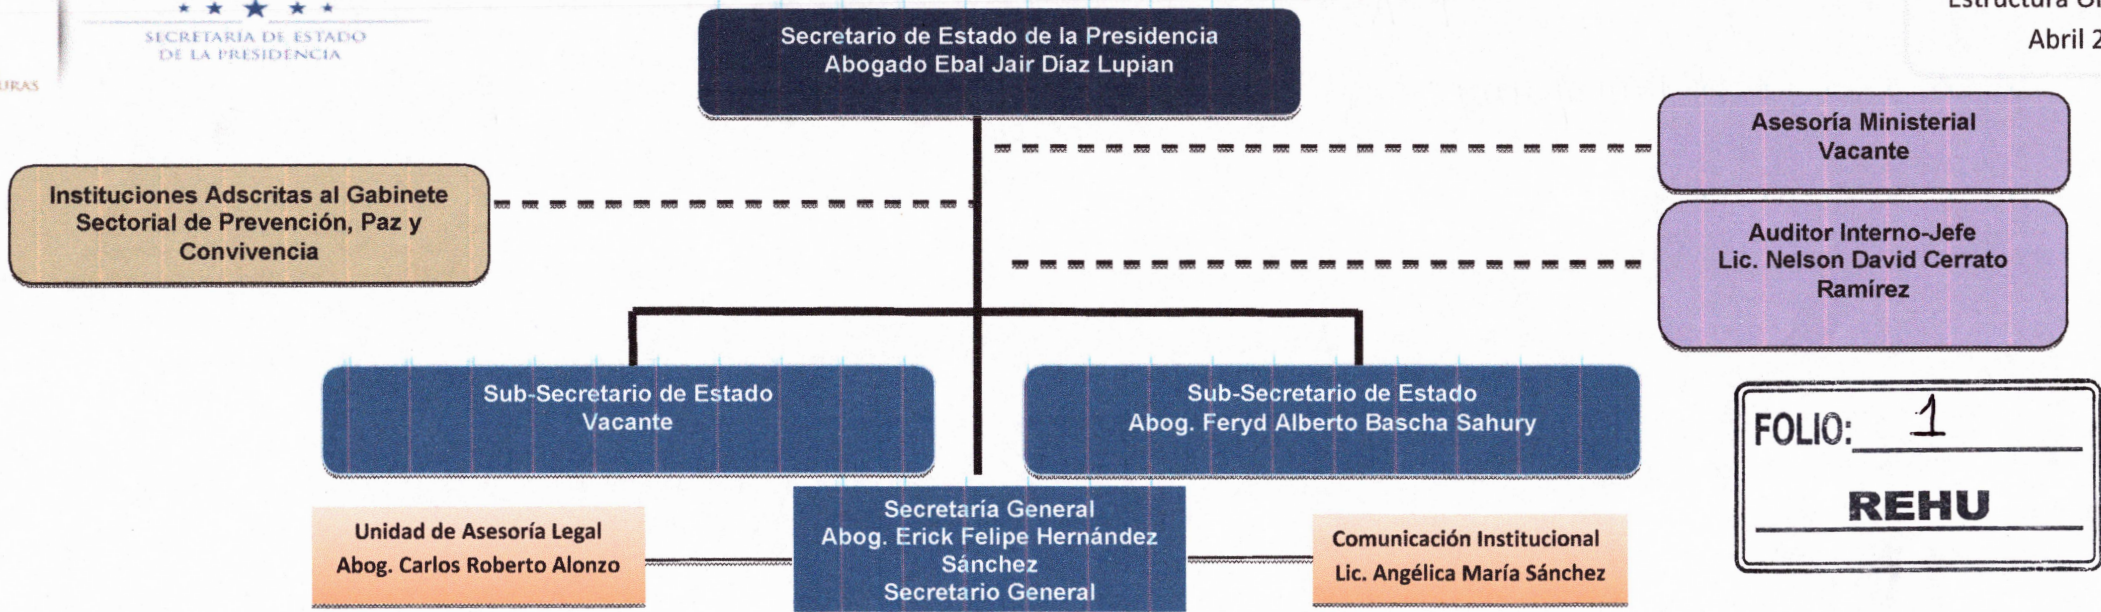 SECRETARÍA DE ESTADO
DE LA PRESIDENCIA
Secretario de Estado de la Presidencia
Abogado Ebal Jair Díaz Lupian
Abril
Asesoría Ministerial
Vacante
Instituciones Adscritas al Gabinete
Sectorial de Prevención, Paz y
Convivencia
Auditor Interno-Jefe
Lic. Nelson David Cerrato
Ramírez
Sub-Secretario de Estado
Vacante
Sub-Secretario de Estado
Abog. Feryd Alberto Bascha Sahury
FOLIO: 1
REHU
Unidad de Asesoría Legal
Abog. Carlos Roberto Alonzo
Secretaría General
Abog. Erick Felipe Hernández
Sánchez
Secretario General
Comunicación Institucional
Lic. Angélica María Sánchez